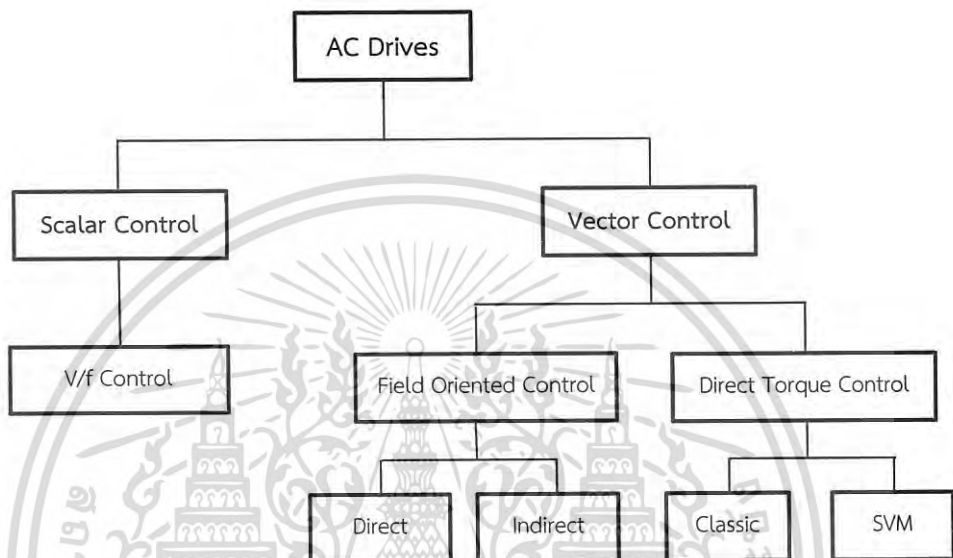 AC Drives
Scalar Control
Vector Control
V/f Control
Field Oriented Control
Direct Torque Control
Direct
Indirect
Classic
SVM